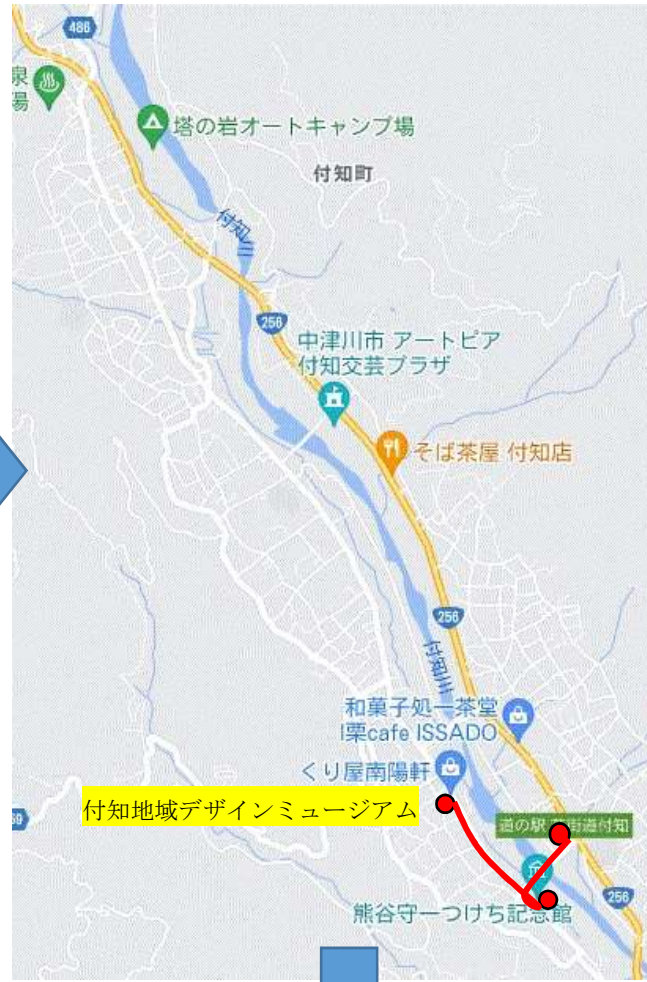 486
泉
湯
塔の岩オートキャンプ場
付知町
付知川
256
中津川市 アートピア
付知交芸プラザ
そば茶屋 付知店
256
付知川
和菓子処一茶堂
I栗cafe ISSADO
くり屋南陽軒
付知地域デザインミュージアム
道の駅 街道付知
256
熊谷守一つけち記念館